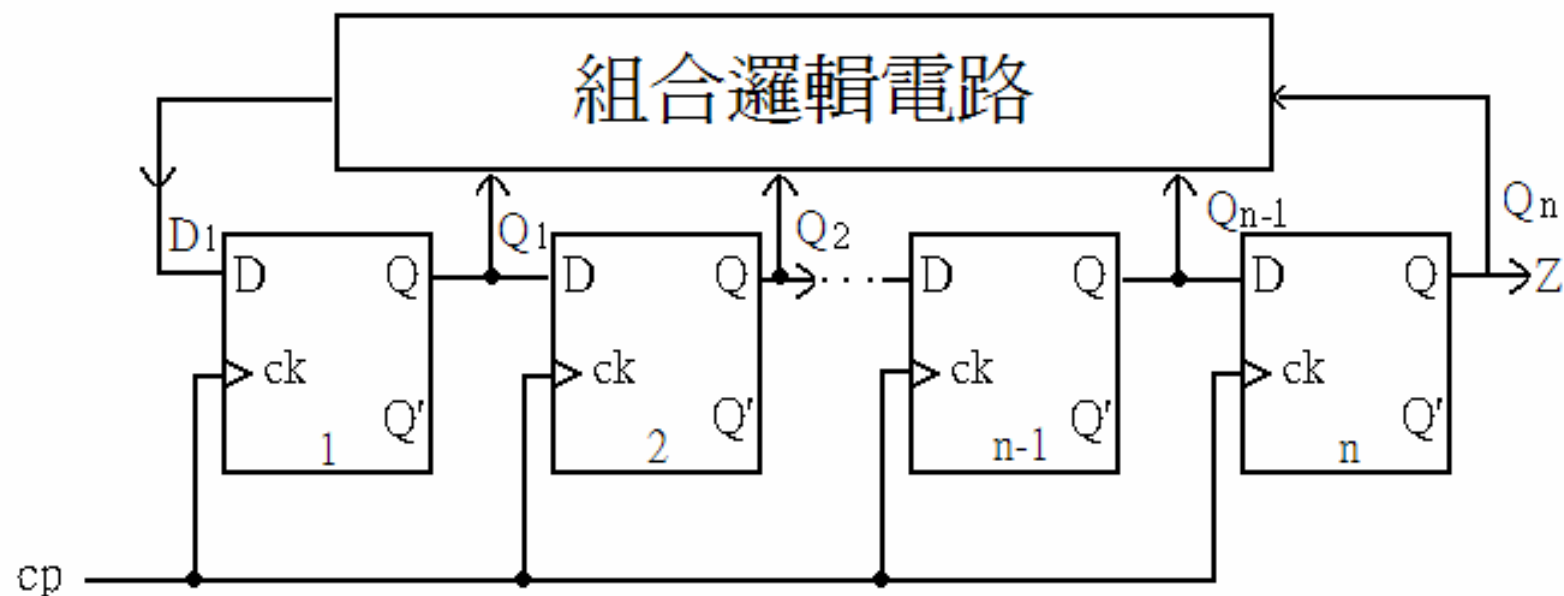 組合邏輯電路
D1 Q1 Q2 Qn-1 Qn
D Q D Q D Q D Q Z
ck ck ck ck
Q' Q' Q' Q'
1 2 n-1 n
cp